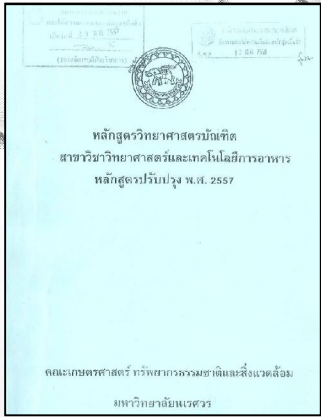 หลักสูตรวิทยาศาสตรบัณฑิต
สาขาวิชาวิทยาศาสตร์และเทคโนโลยีการอาหาร
หลักสูตรปรับปรุง พ.ศ. 2557
คณะเกษตรศาสตร์ ทรัพยากรธรรมชาติและสิ่งแวดล้อม
มหาวิทยาลัยนเรศวร